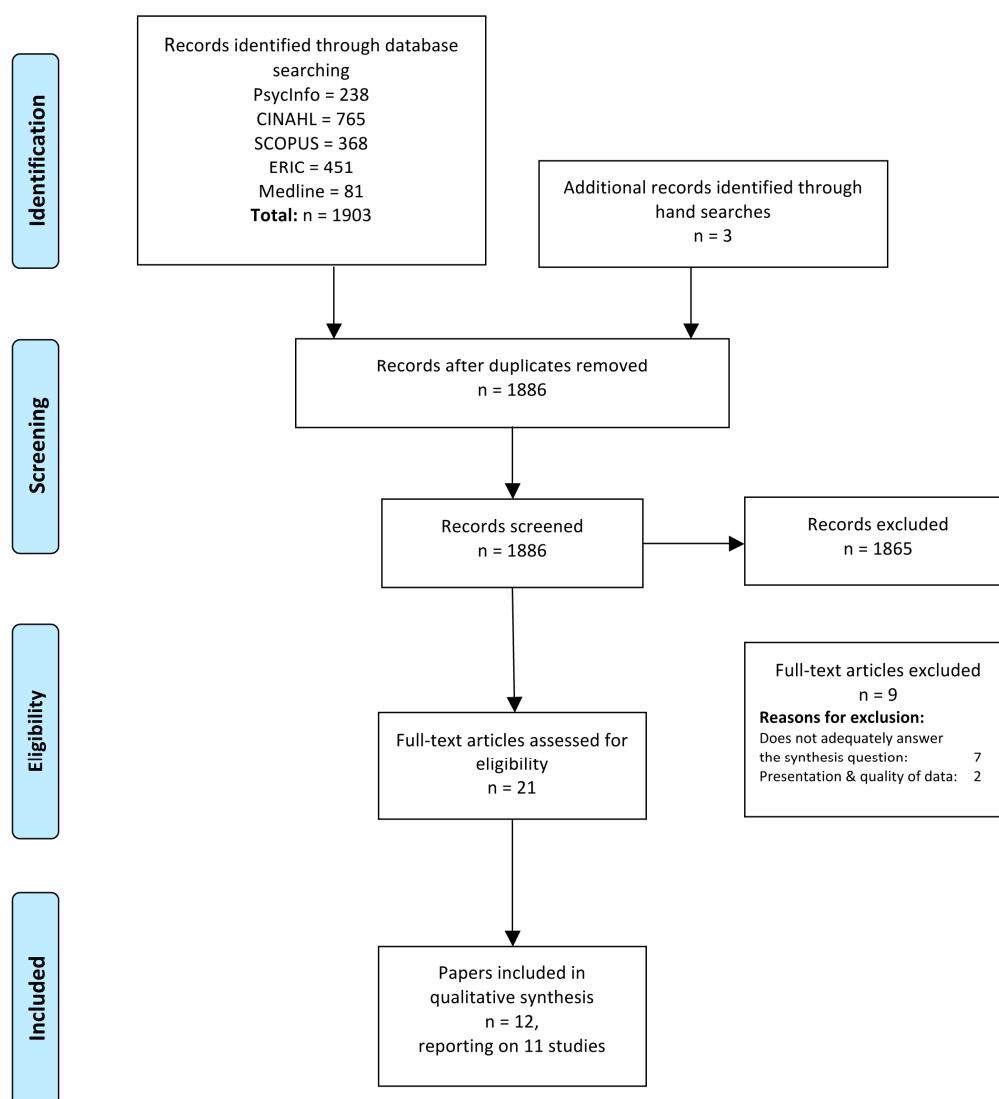 Identification
Records identified through database
searching
PsycInfo = 238
CINAHL = 765
SCOPUS = 368
ERIC = 451
Medline = 81
Total: n = 1903
Additional records identified through
hand searches
n = 3
Screening
Records after duplicates removed
n = 1886
Records screened
n = 1886
Records excluded
n = 1865
Eligibility
Full-text articles assessed for
eligibility
n = 21
Full-text articles excluded
n = 9
Reasons for exclusion:
Does not adequately answer
the synthesis question: 7
Presentation & quality of data: 2
Included
Papers included in
qualitative synthesis
n = 12,
reporting on 11 studies